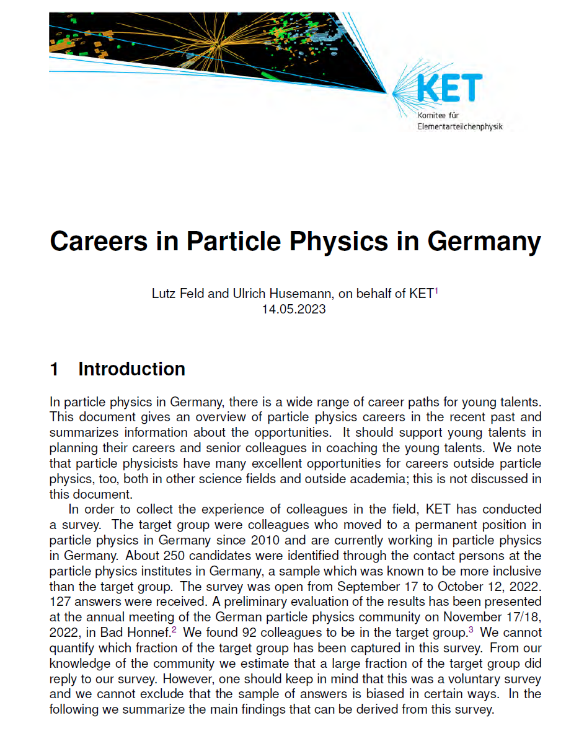 KET
Komitee für
Elementarteilchenphysik
Careers in Particle Physics in Germany
Lutz Feld and Ulrich Husemann, on behalf of KET1
14.05.2023
1 Introduction
In particle physics in Germany, there is a wide range of career paths for young talents.
This document gives an overview of particle physics careers in the recent past and
summarizes information about the opportunities. It should support young talents in
planning their careers and senior colleagues in coaching the young talents. We note
that particle physicists have many excellent opportunities for careers outside particle
physics, too, both in other science fields and outside academia; this is not discussed in
this document.
In order to collect the experience of colleagues in the field, KET has conducted
a survey. The target group were colleagues who moved to a permanent position in
particle physics in Germany since 2010 and are currently working in particle physics
in Germany. About 250 candidates were identified through the contact persons at the
particle physics institutes in Germany, a sample which was known to be more inclusive
than the target group. The survey was open from September 17 to October 12, 2022.
127 answers were received. A preliminary evaluation of the results has been presented
at the annual meeting of the German particle physics community on November 17/18,
2022, in Bad Honnef.2 We found 92 colleagues to be in the target group.3 We cannot
quantify which fraction of the target group has been captured in this survey. From our
knowledge of the community we estimate that a large fraction of the target group did
reply to our survey. However, one should keep in mind that this was a voluntary survey
and we cannot exclude that the sample of answers is biased in certain ways. In the
following we summarize the main findings that can be derived from this survey.